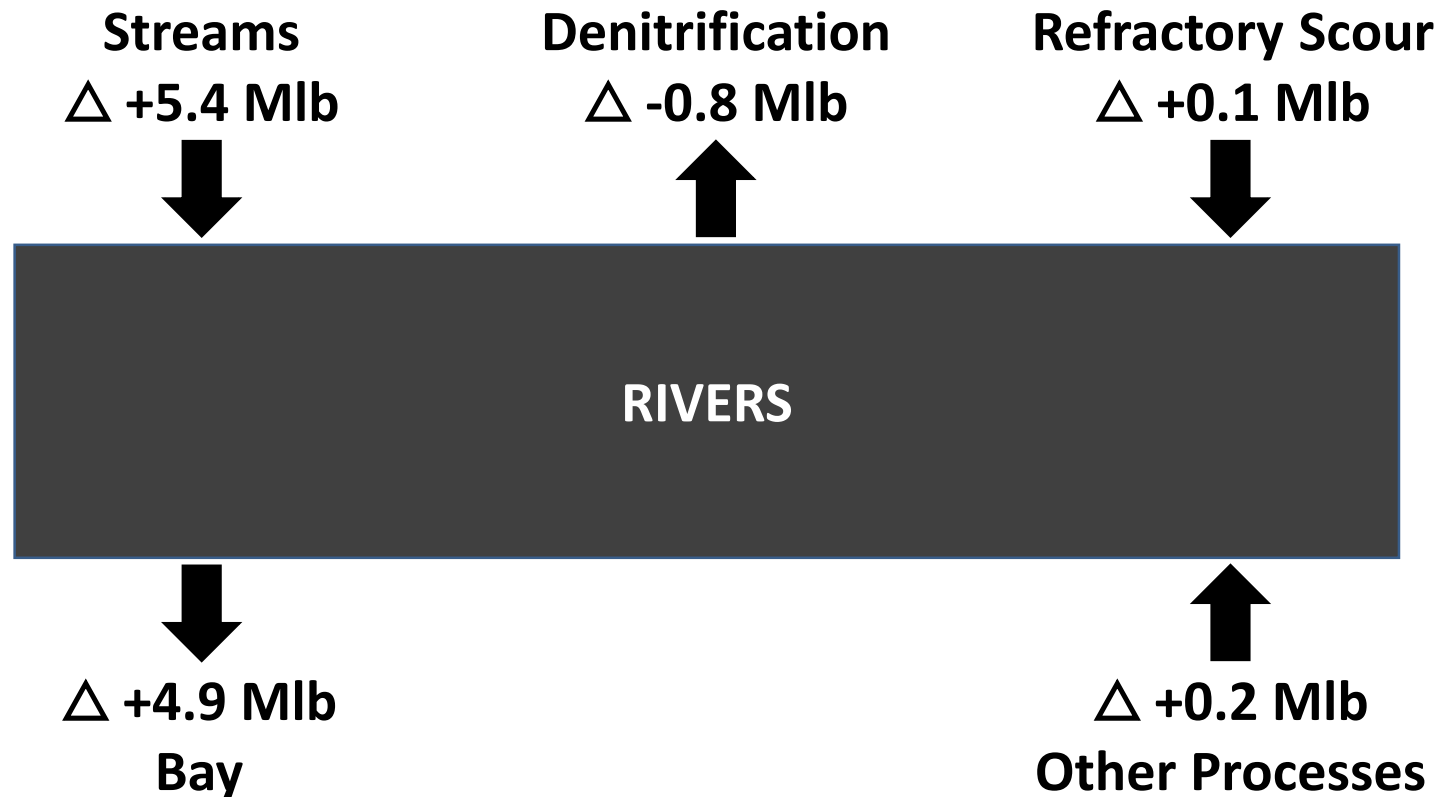 Streams
△ +5.4 Mlb
Denitrification
△ -0.8 Mlb
Refractory Scour
△ +0.1 Mlb
RIVERS
△ +4.9 Mlb
Bay
△ +0.2 Mlb
Other Processes